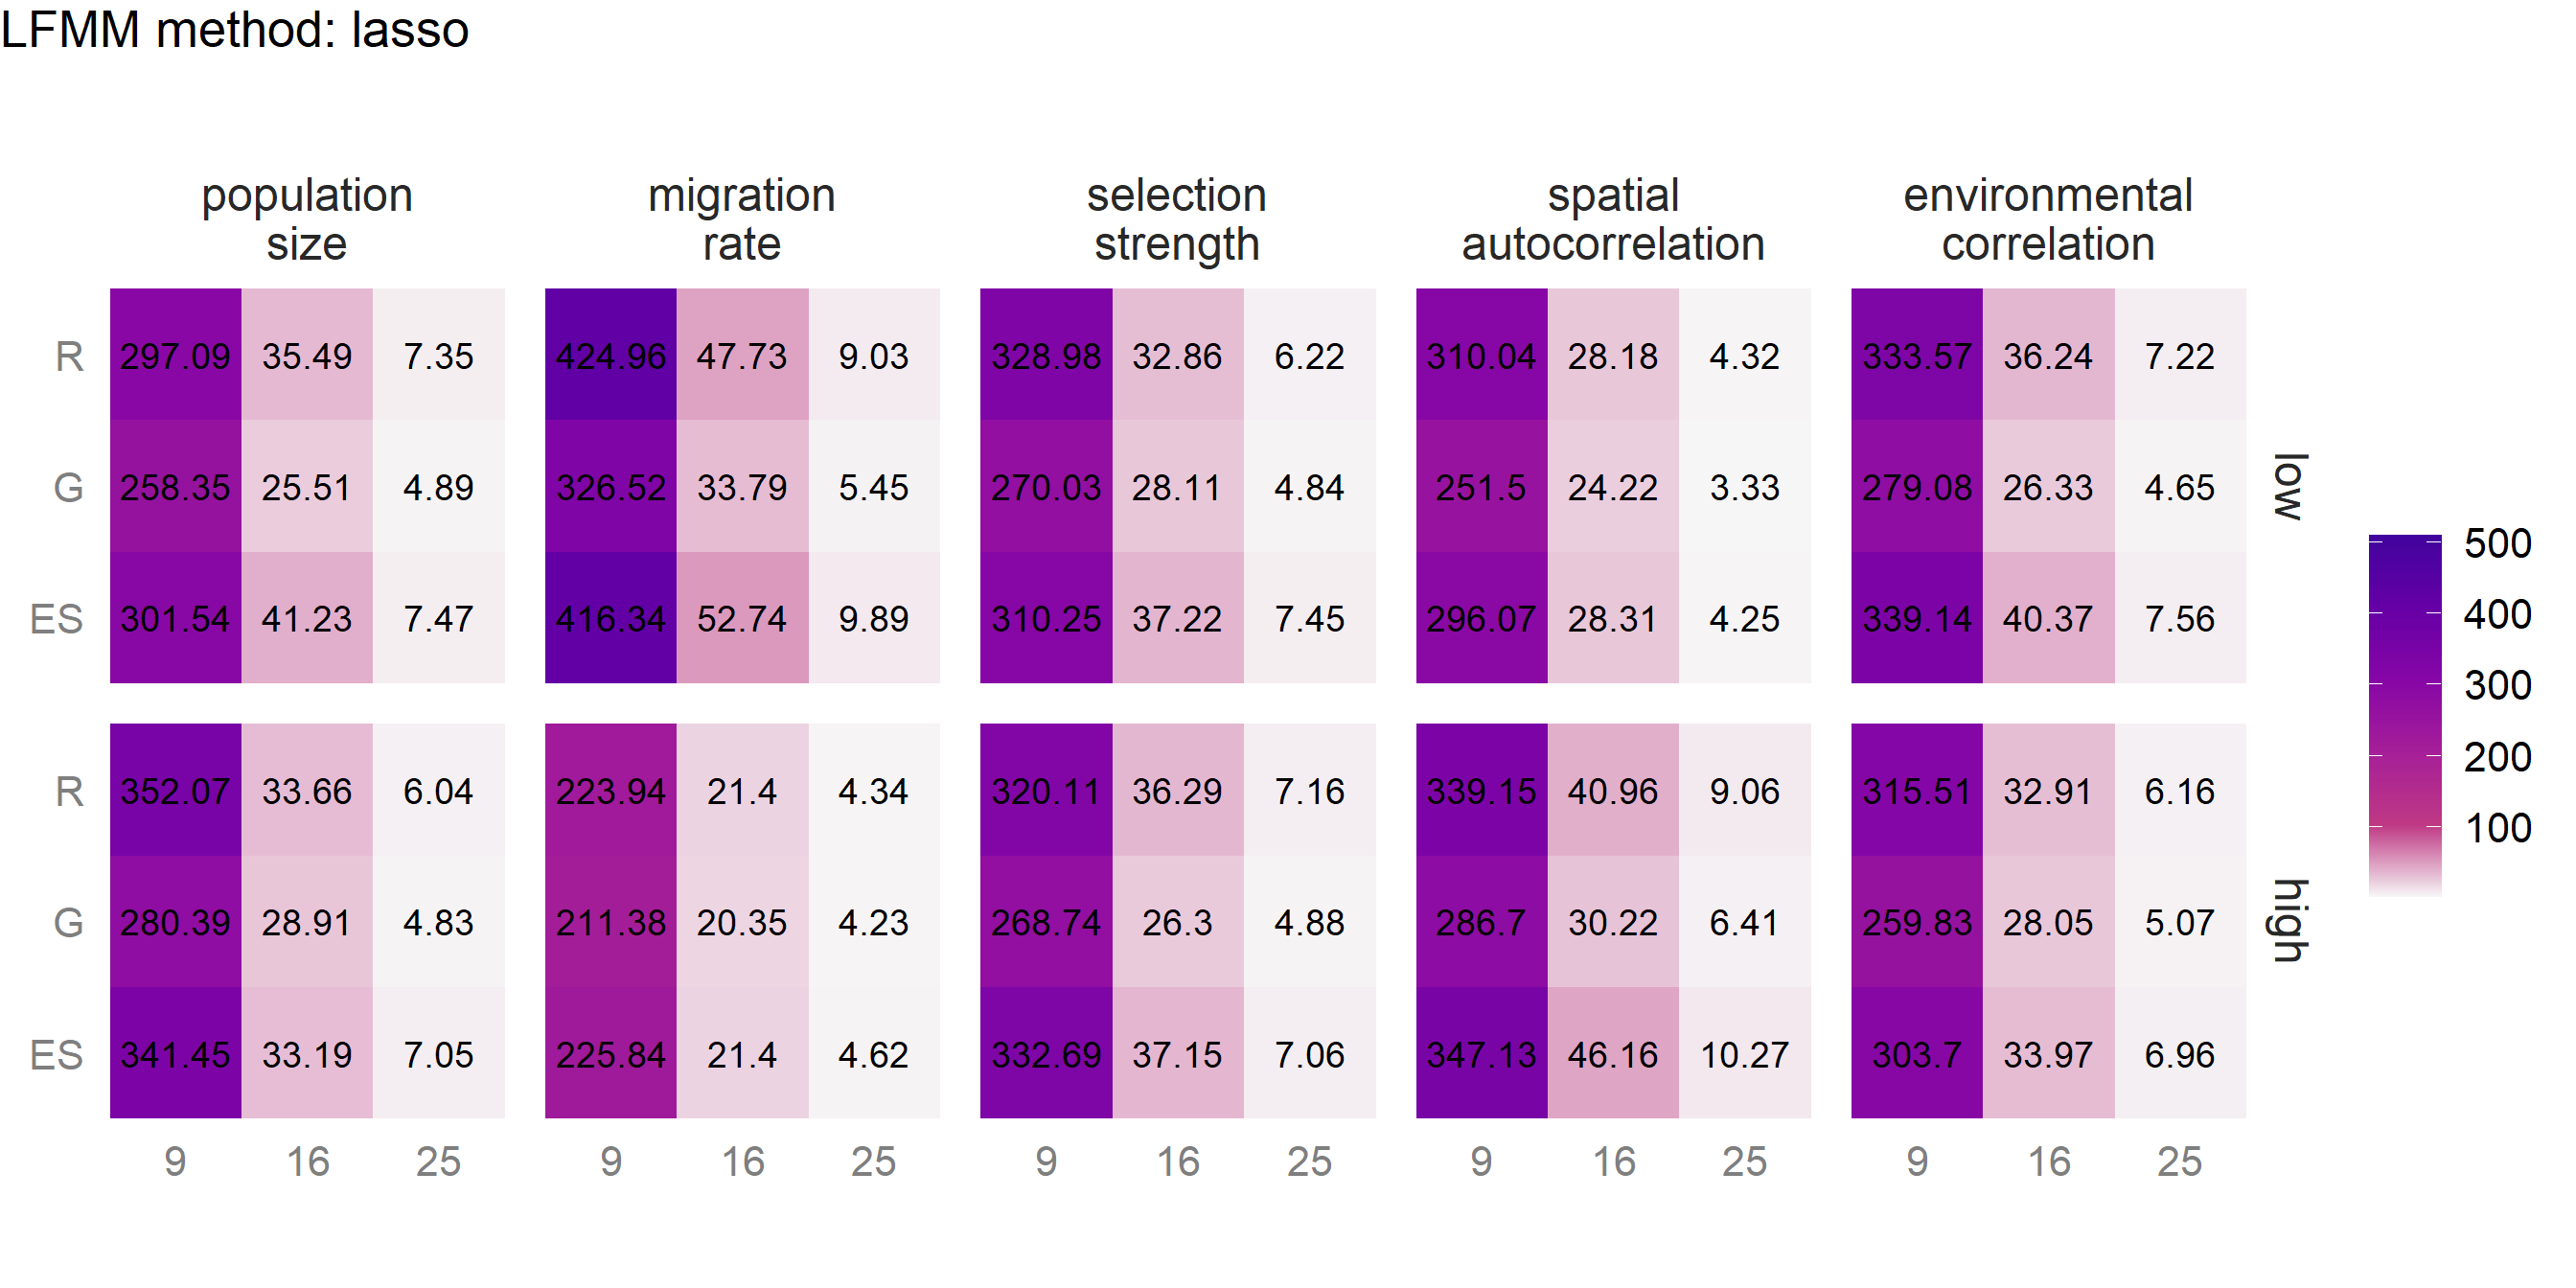 LFMM method: lasso
population size
migration rate
selection strength
spatial autocorrelation
environmental correlation
R 297.09 35.49 7.35 424.96 47.73 9.03 328.98 32.86 6.22 310.04 28.18 4.32 333.57 36.24 7.22
G 258.35 25.51 4.89 326.52 33.79 5.45 270.03 28.11 4.84 251.5 24.22 3.33 279.08 26.33 4.65
ES 301.54 41.23 7.47 416.34 52.74 9.89 310.25 37.22 7.45 296.07 28.31 4.25 339.14 40.37 7.56
low
R 352.07 33.66 6.04 223.94 21.4 4.34 320.11 36.29 7.16 339.15 40.96 9.06 315.51 32.91 6.16
G 280.39 28.91 4.83 211.38 20.35 4.23 268.74 26.3 4.88 286.7 30.22 6.41 259.83 28.05 5.07
ES 341.45 33.19 7.05 225.84 21.4 4.62 332.69 37.15 7.06 347.13 46.16 10.27 303.7 33.97 6.96
high
9 16 25 9 16 25 9 16 25 9 16 25 9 16 25
500
400
300
200
100